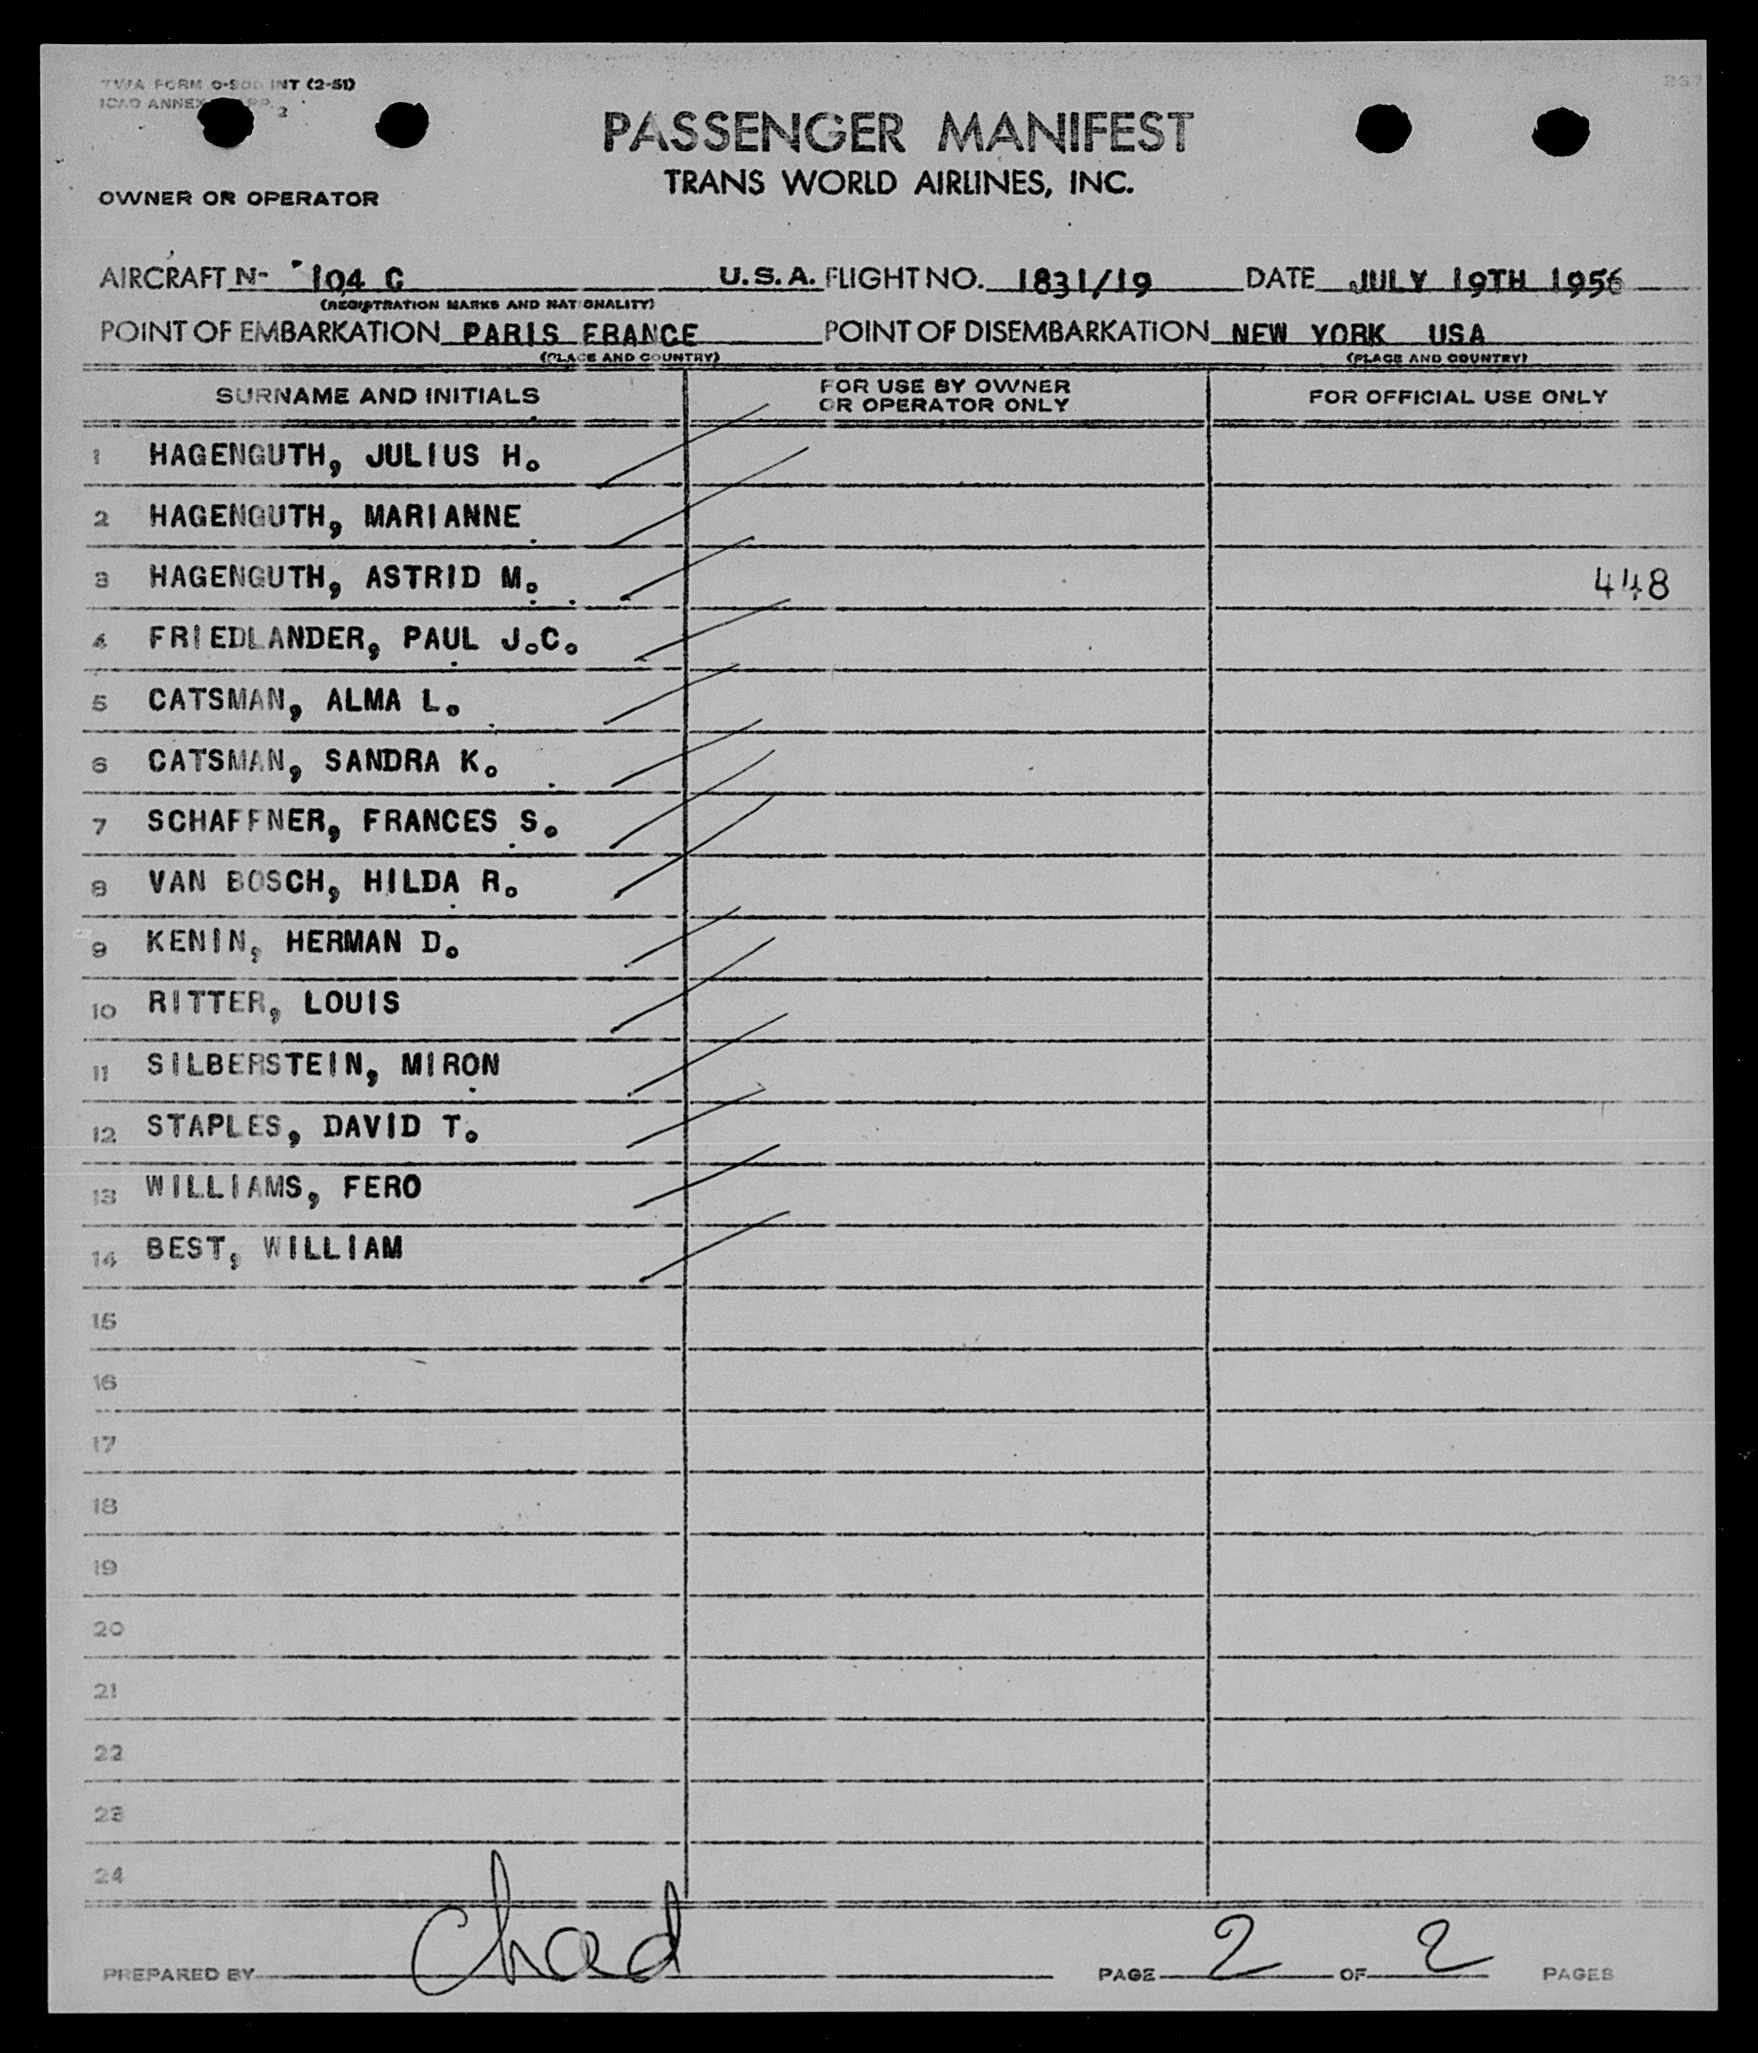 TWA FORM O-900 INT (2-51)
ICAO ANNEX APP. 2
PASSENGER MANIFEST
TRANS WORLD AIRLINES, INC.
OWNER OR OPERATOR
AIRCRAFT N- 104 C U.S.A. FLIGHT NO. 1831/19 DATE JULY 19TH 1956
(REGISTRATION MARKS AND NATIONALITY)
POINT OF EMBARKATION PARIS FRANCE POINT OF DISEMBARKATION NEW YORK USA
(PLACE AND COUNTRY) (PLACE AND COUNTRY)
SURNAME AND INITIALS FOR USE BY OWNER OR OPERATOR ONLY FOR OFFICIAL USE ONLY
1 HAGENGUTH, JULIUS H.
2 HAGENGUTH, MARIANNE
3 HAGENGUTH, ASTRID M. 448
4 FRIEDLANDER, PAUL J.C.
5 CATSMAN, ALMA L.
6 CATSMAN, SANDRA K.
7 SCHAFFNER, FRANCES S.
8 VAN BOSCH, HILDA R.
9 KENIN, HERMAN D.
10 RITTER, LOUIS
11 SILBERSTEIN, MIRON
12 STAPLES, DAVID T.
13 WILLIAMS, FERO
14 BEST, WILLIAM
15
16
17
18
19
20
21
22
23
24
PREPARED BY Chad PAGE 2 OF 2 PAGES